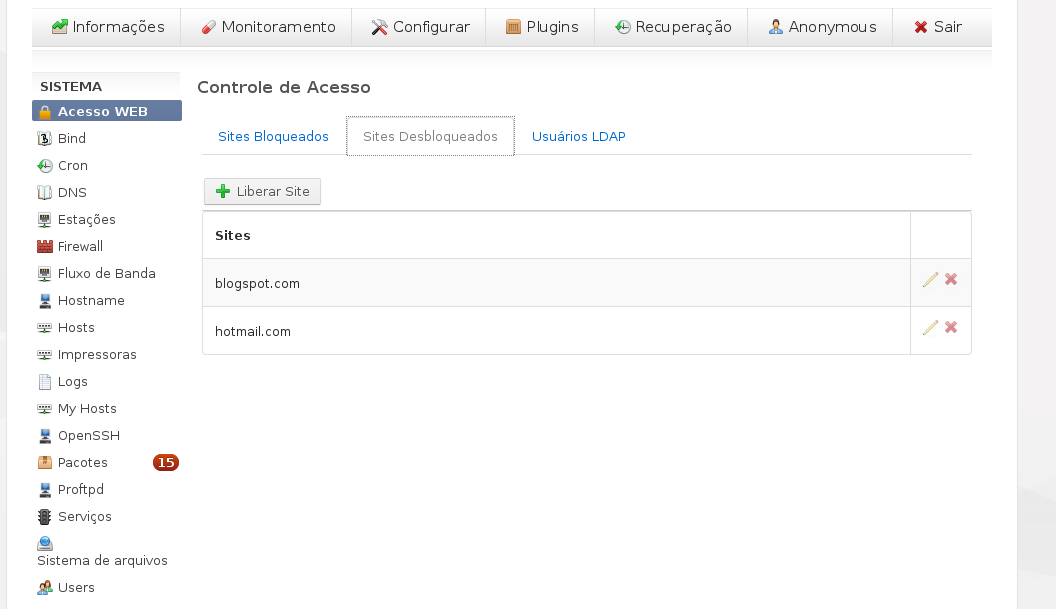 Informações Monitoramento Configurar Plugins Recuperação Anonymous Sair
SISTEMA
Acesso WEB
Bind
Cron
DNS
Estações
Firewall
Fluxo de Banda
Hostname
Hosts
Impressoras
Logs
My Hosts
OpenSSH
Pacotes 15
Proftpd
Serviços
Sistema de arquivos
Users
Controle de Acesso
Sites Bloqueados Sites Desbloqueados Usuários LDAP
Liberar Site
Sites
blogspot.com
hotmail.com